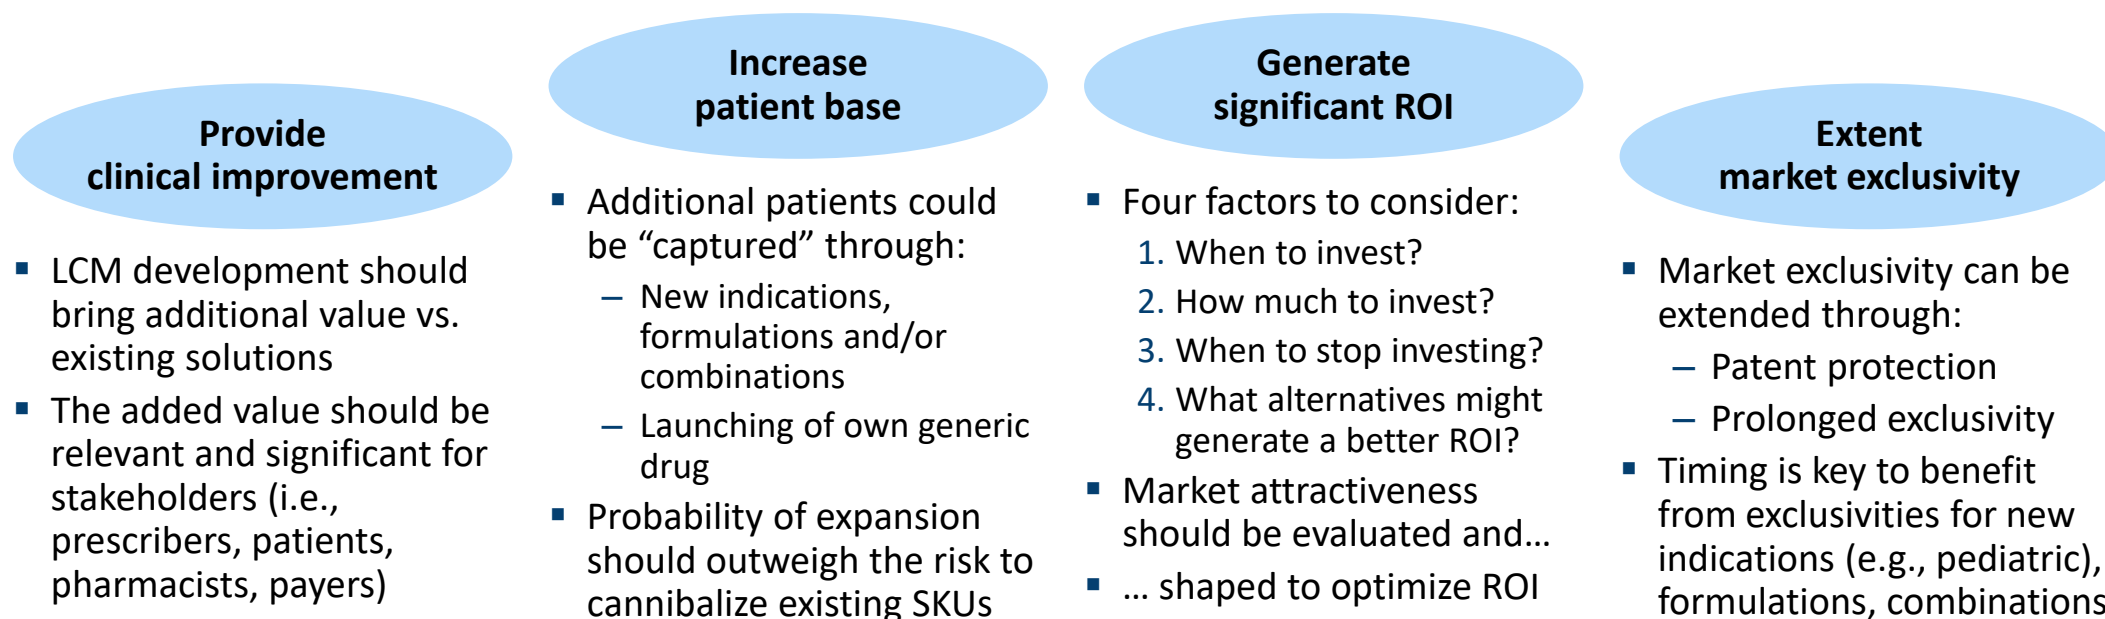 Provide
clinical improvement
▪ LCM development should
bring additional value vs.
existing solutions
▪ The added value should be
relevant and significant for
stakeholders (i.e.,
prescribers, patients,
pharmacists, payers)
Increase
patient base
▪ Additional patients could
be “captured” through:
– New indications,
formulations and/or
combinations
– Launching of own generic
drug
▪ Probability of expansion
should outweigh the risk to
cannibalize existing SKUs
Generate
significant ROI
▪ Four factors to consider:
1. When to invest?
2. How much to invest?
3. When to stop investing?
4. What alternatives might
generate a better ROI?
▪ Market attractiveness
should be evaluated and…
▪ … shaped to optimize ROI
Extent
market exclusivity
▪ Market exclusivity can be
extended through:
– Patent protection
– Prolonged exclusivity
▪ Timing is key to benefit
from exclusivities for new
indications (e.g., pediatric),
formulations, combinations